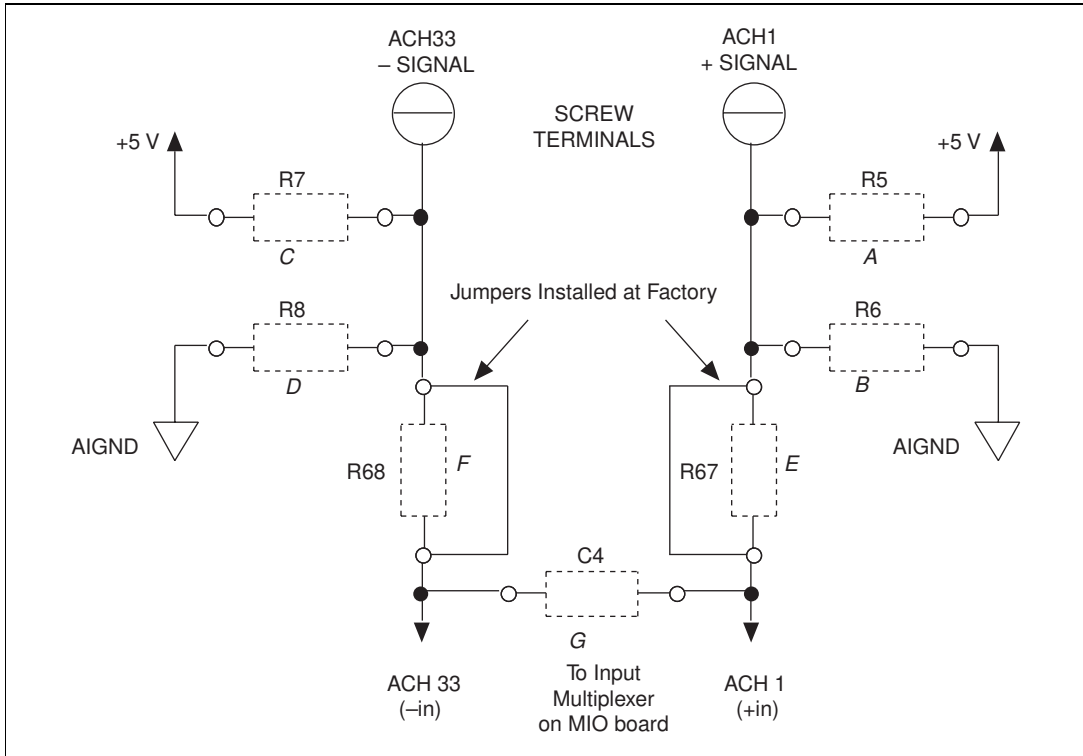 ACH33
– SIGNAL
ACH1
+ SIGNAL
SCREW
TERMINALS
+5 V
+5 V
R7
R5
C
A
Jumpers Installed at Factory
R8
R6
D
B
AIGND
AIGND
R68
F
R67
E
C4
G
To Input
Multiplexer
on MIO board
ACH 33
(–in)
ACH 1
(+in)